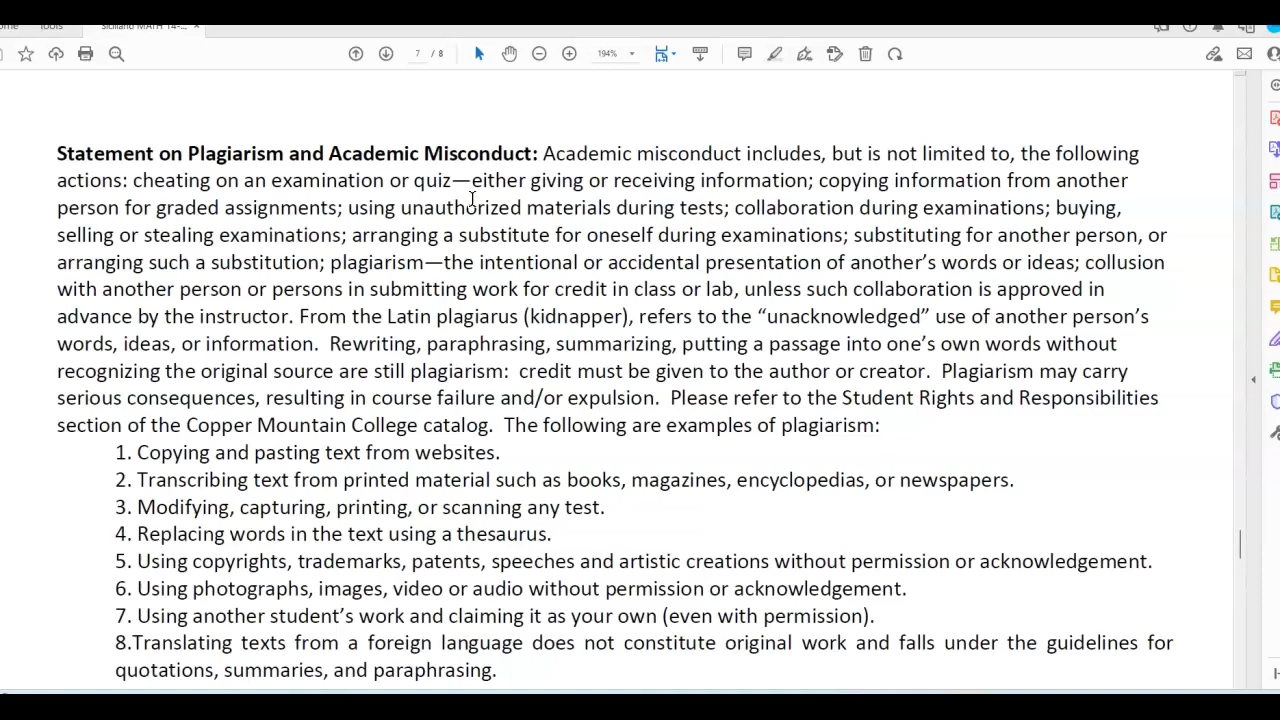 Siciliano MATH 14-...
7 / 8
194%
Statement on Plagiarism and Academic Misconduct: Academic misconduct includes, but is not limited to, the following
actions: cheating on an examination or quiz—either giving or receiving information; copying information from another
person for graded assignments; using unauthorized materials during tests; collaboration during examinations; buying,
selling or stealing examinations; arranging a substitute for oneself during examinations; substituting for another person, or
arranging such a substitution; plagiarism—the intentional or accidental presentation of another’s words or ideas; collusion
with another person or persons in submitting work for credit in class or lab, unless such collaboration is approved in
advance by the instructor. From the Latin plagiarus (kidnapper), refers to the “unacknowledged” use of another person’s
words, ideas, or information.  Rewriting, paraphrasing, summarizing, putting a passage into one’s own words without
recognizing the original source are still plagiarism:  credit must be given to the author or creator.  Plagiarism may carry
serious consequences, resulting in course failure and/or expulsion.  Please refer to the Student Rights and Responsibilities
section of the Copper Mountain College catalog.  The following are examples of plagiarism:
1. Copying and pasting text from websites.
2. Transcribing text from printed material such as books, magazines, encyclopedias, or newspapers.
3. Modifying, capturing, printing, or scanning any test.
4. Replacing words in the text using a thesaurus.
5. Using copyrights, trademarks, patents, speeches and artistic creations without permission or acknowledgement.
6. Using photographs, images, video or audio without permission or acknowledgement.
7. Using another student’s work and claiming it as your own (even with permission).
8.Translating texts from a foreign language does not constitute original work and falls under the guidelines for
quotations, summaries, and paraphrasing.